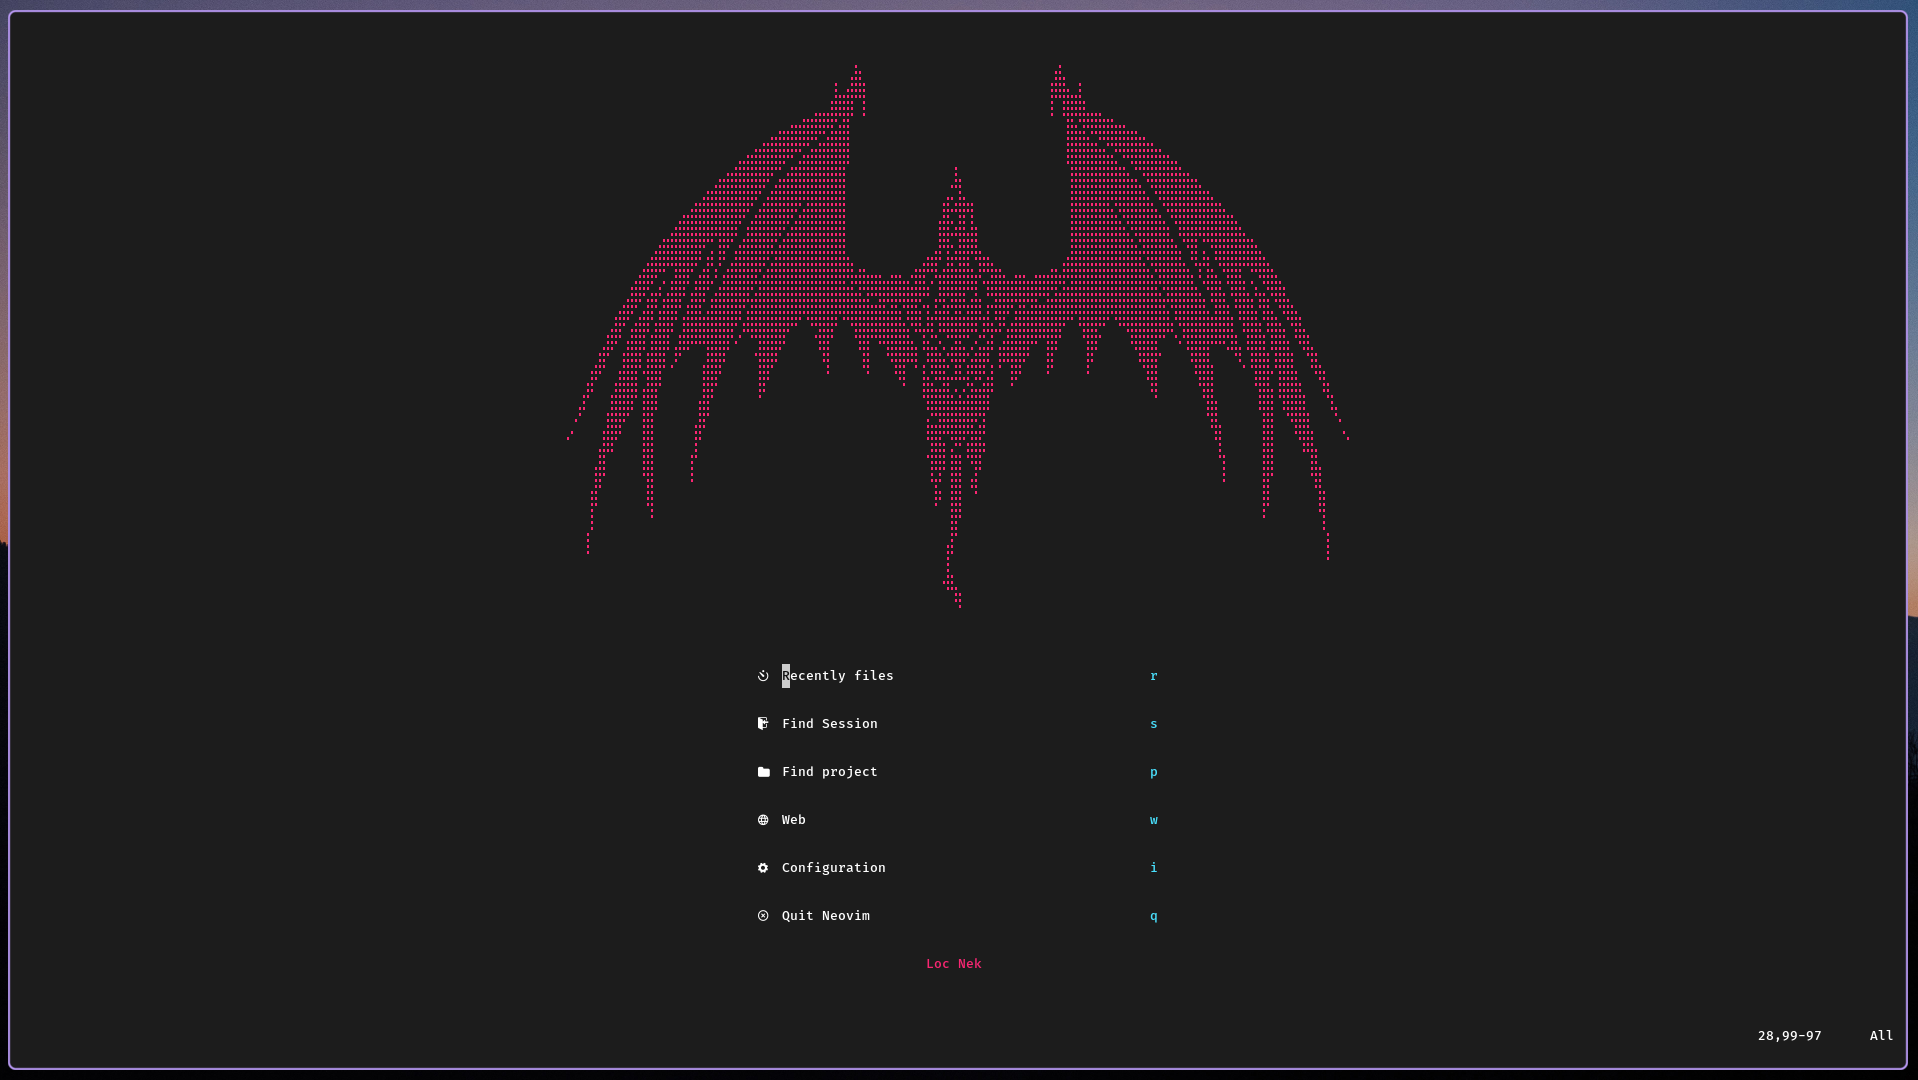 Recently files r
Find Session s
Find project p
Web w
Configuration i
Quit Neovim q
Loc Nek
28,99-97 All